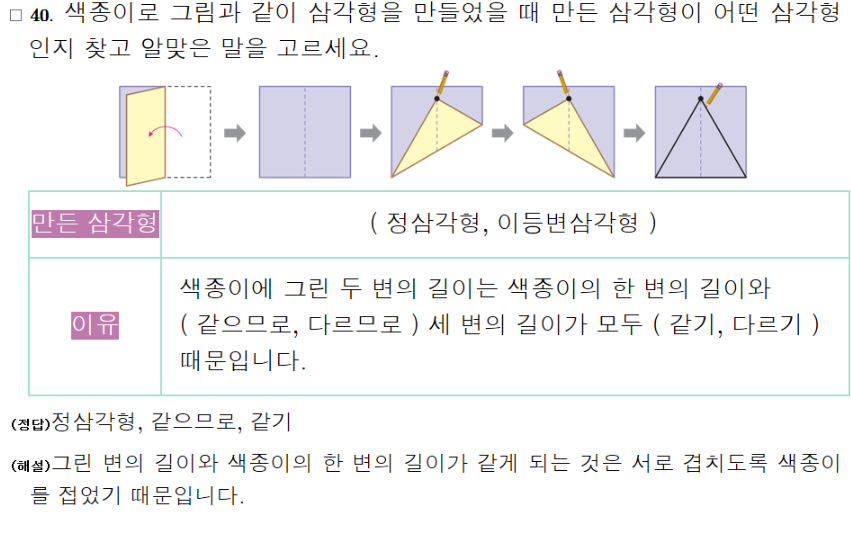 □ 40. 색종이로 그림과 같이 삼각형을 만들었을 때 만든 삼각형이 어떤 삼각형
인지 찾고 알맞은 말을 고르세요.
만든 삼각형
( 정삼각형, 이등변삼각형 )
이유
색종이에 그린 두 변의 길이는 색종이의 한 변의 길이와
( 같으므로, 다르므로 ) 세 변의 길이가 모두 ( 같기, 다르기 )
때문입니다.
(정답)정삼각형, 같으므로, 같기
(해설)그린 변의 길이와 색종이의 한 변의 길이가 같게 되는 것은 서로 겹치도록 색종이
를 접었기 때문입니다.